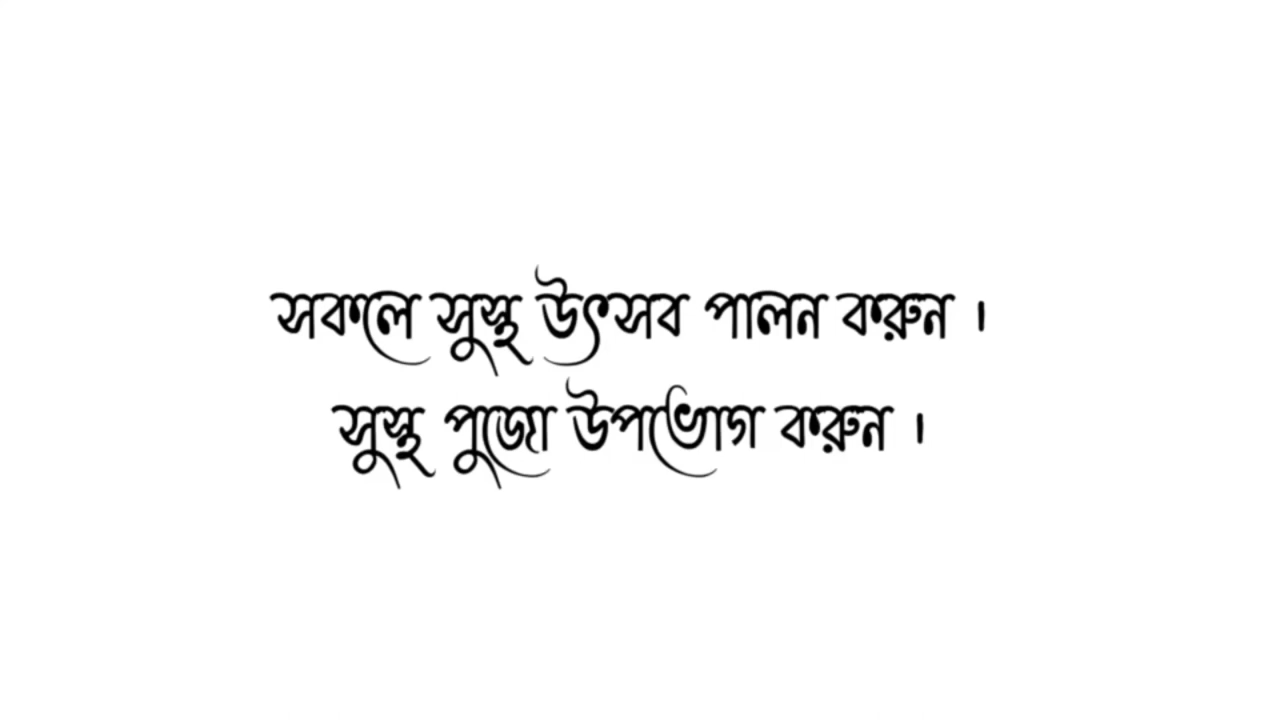 সকলে সুস্থ উৎসব পালন করুন ।
সুস্থ পুজো উপভোগ করুন ।